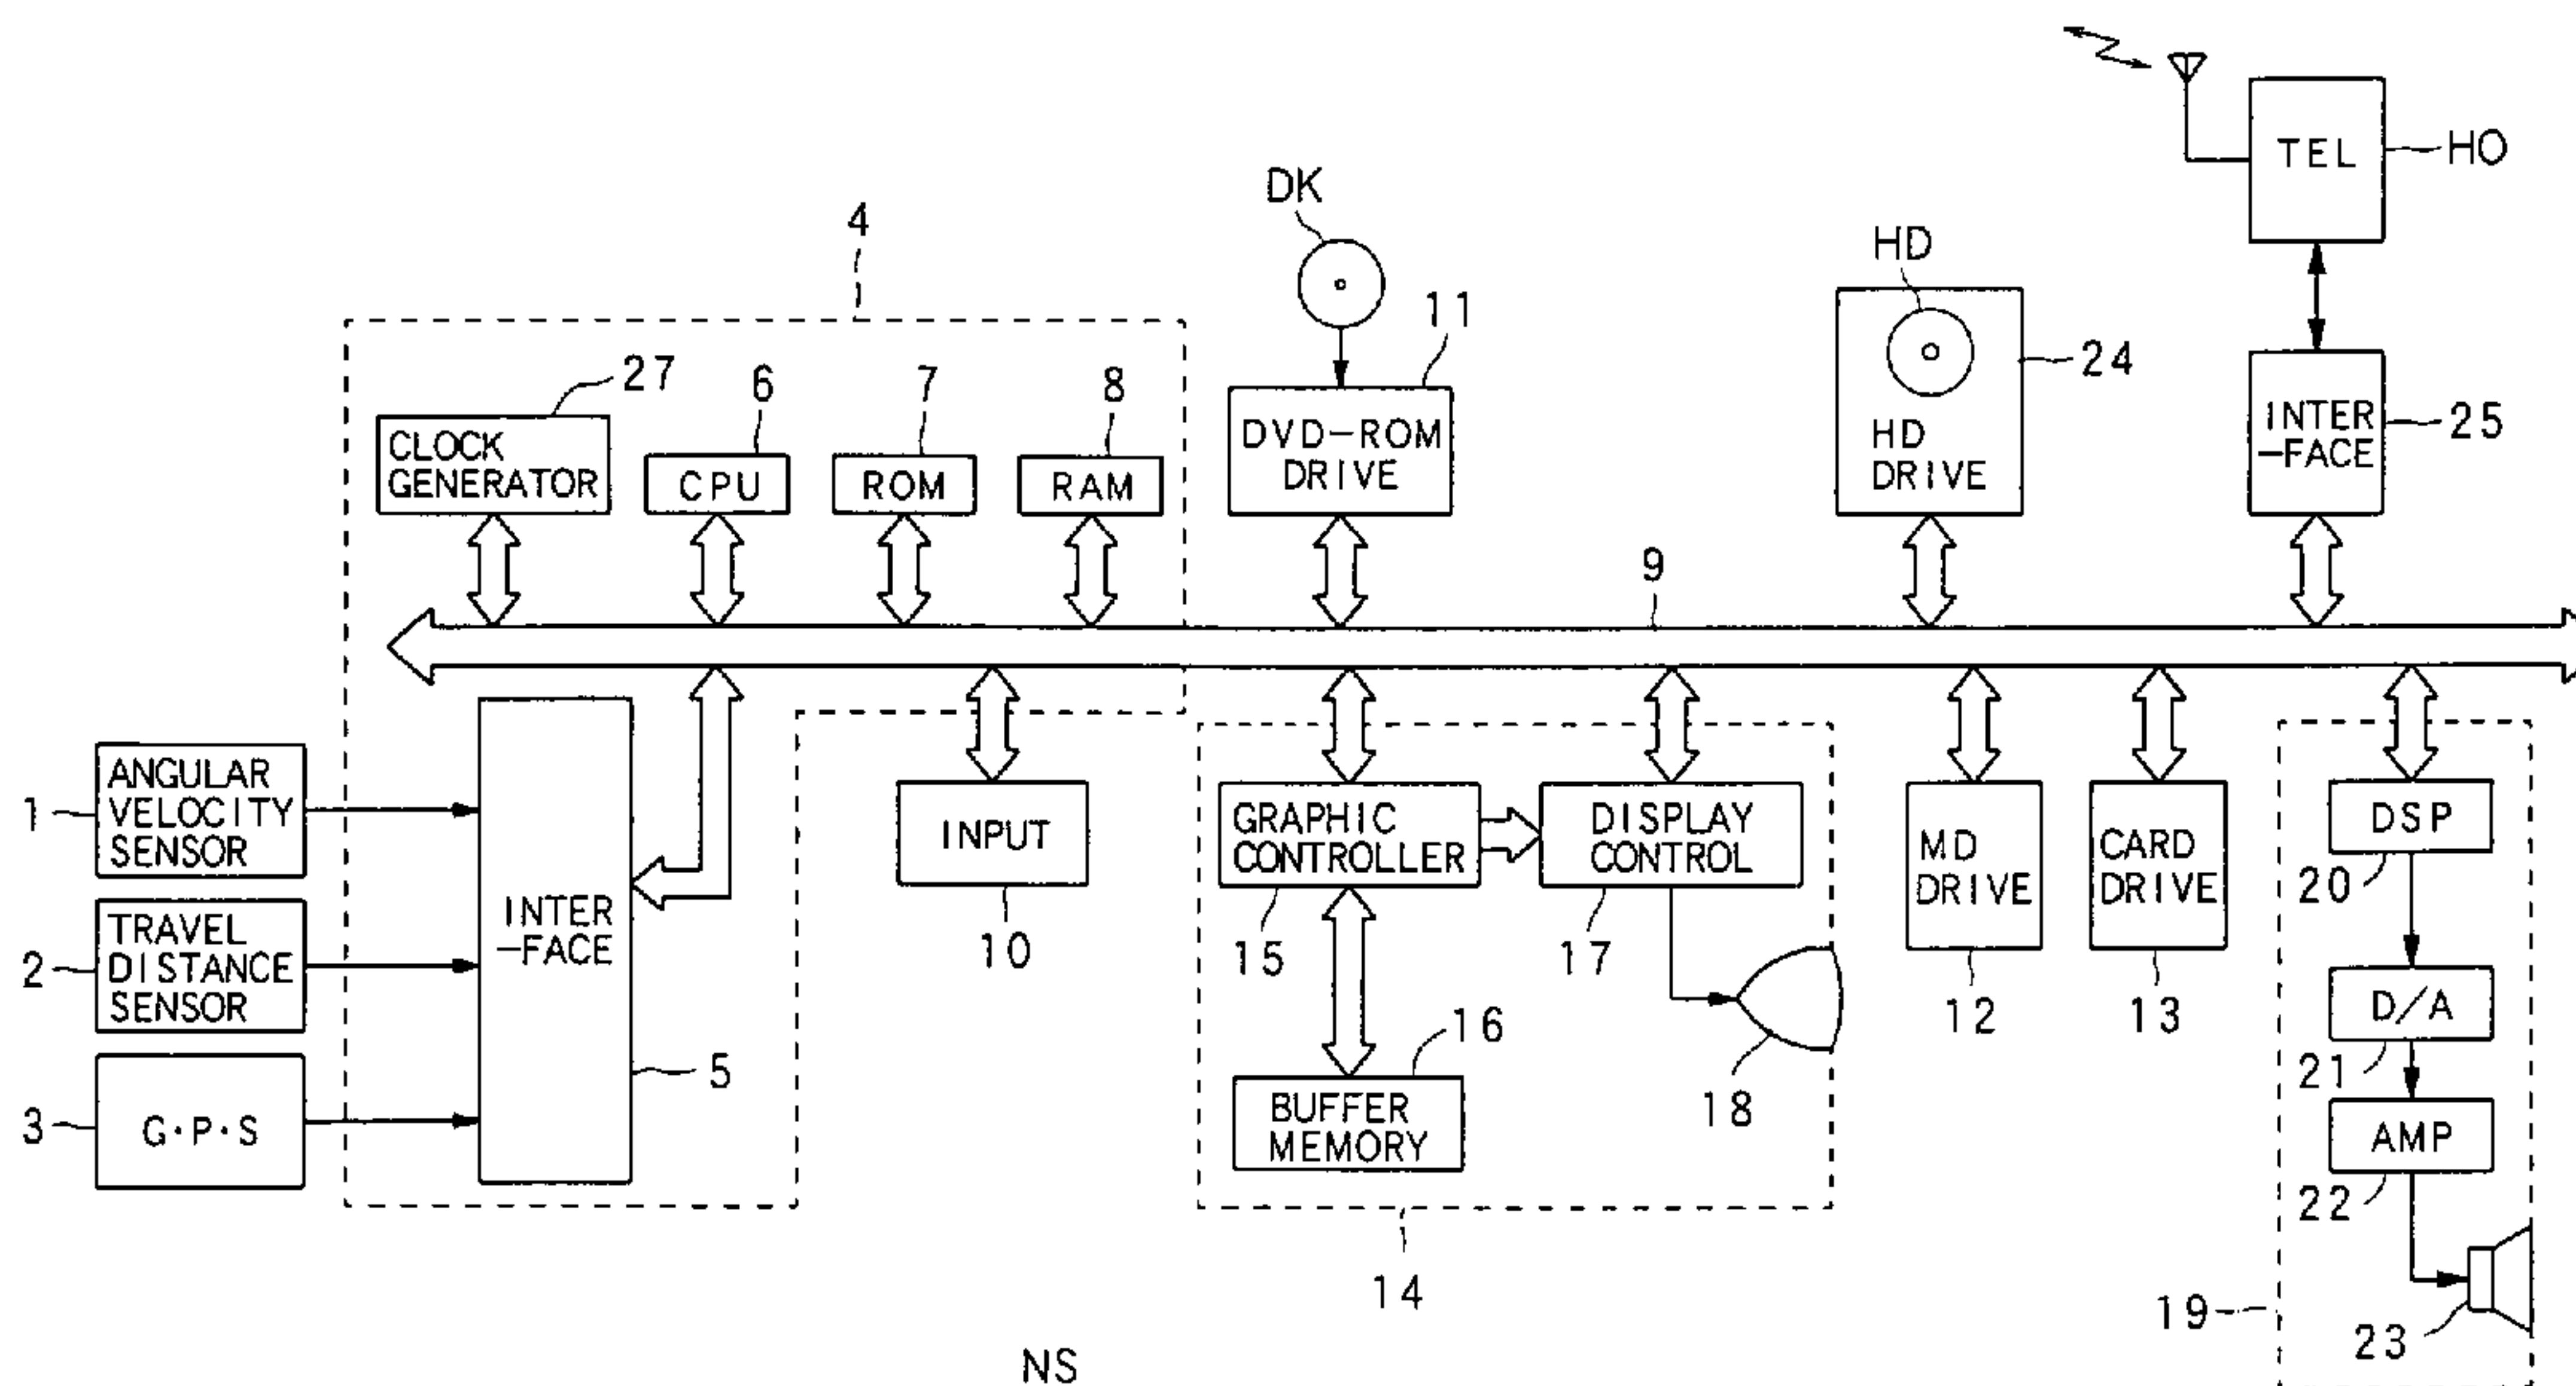 TEL
HO
DK
4
HD
11
27
6
7
8
24
CLOCK
GENERATOR
CPU
ROM
RAM
DVD-ROM
DRIVE
HD
DRIVE
INTER
-FACE
25
9
1
ANGULAR
VELOCITY
SENSOR
2
TRAVEL
DISTANCE
SENSOR
3
G·P·S
INTER
-FACE
5
INPUT
10
GRAPHIC
CONTROLLER
15
DISPLAY
CONTROL
17
16
BUFFER
MEMORY
18
14
MD
DRIVE
12
CARD
DRIVE
13
DSP
20
D/A
21
AMP
22
19
23
NS